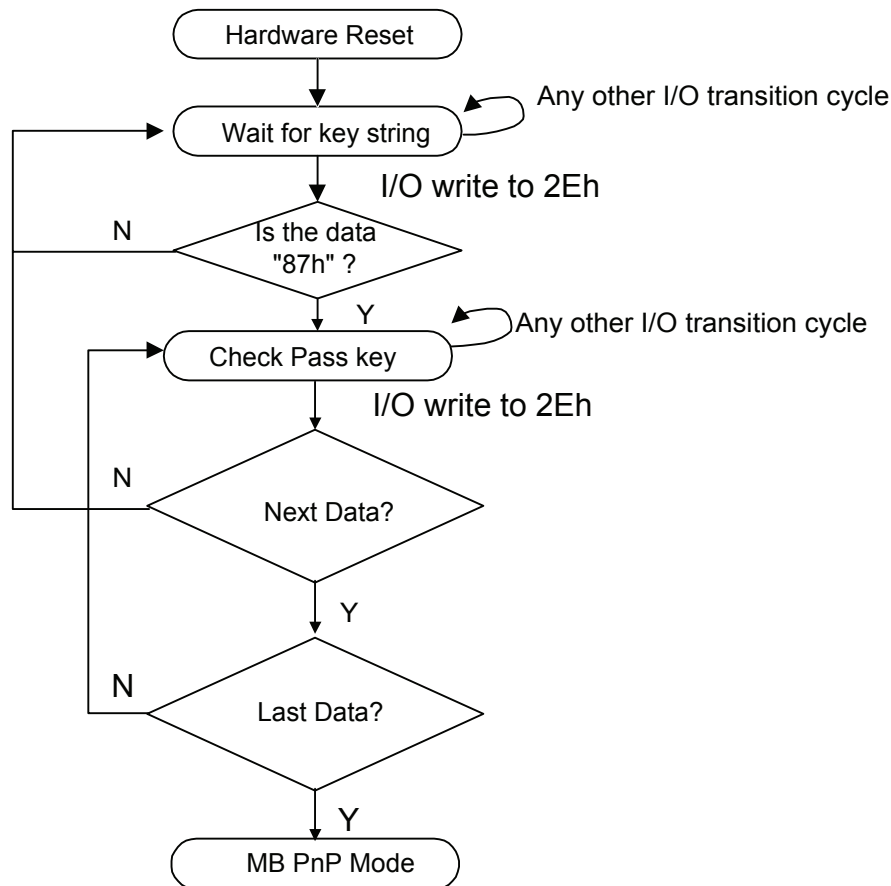 Hardware Reset
Any other I/O transition cycle
Wait for key string
I/O write to 2Eh
N
Is the data
"87h" ?
Y
Any other I/O transition cycle
Check Pass key
I/O write to 2Eh
N
Next Data?
Y
N
Last Data?
Y
MB PnP Mode